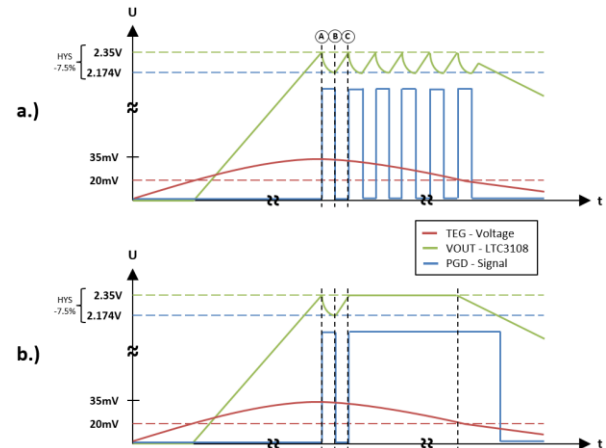 U
A B C
2.35V
HYS
-7.5%
2.174V
a.)
35mV
20mV
t
TEG - Voltage
VOUT - LTC3108
PGD - Signal
U
2.35V
HYS
-7.5%
2.174V
b.)
35mV
20mV
t